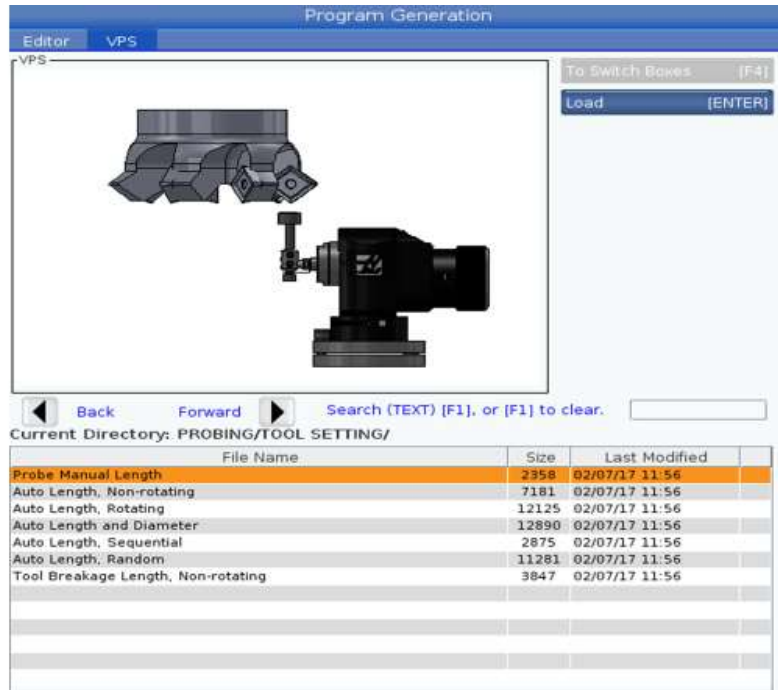 Program Generation
Editor VPS
VPS
To Switch Boxes [F4]
Load [ENTER]
Back Forward Search (TEXT) [F1], or [F1] to clear.
Current Directory: PROBING/TOOL SETTING/
File Name Size Last Modified
Probe Manual Length 2358 02/07/17 11:56
Auto Length, Non-rotating 7181 02/07/17 11:56
Auto Length, Rotating 12125 02/07/17 11:56
Auto Length and Diameter 12890 02/07/17 11:56
Auto Length, Sequential 2875 02/07/17 11:56
Auto Length, Random 11281 02/07/17 11:56
Tool Breakage Length, Non-rotating 3847 02/07/17 11:56